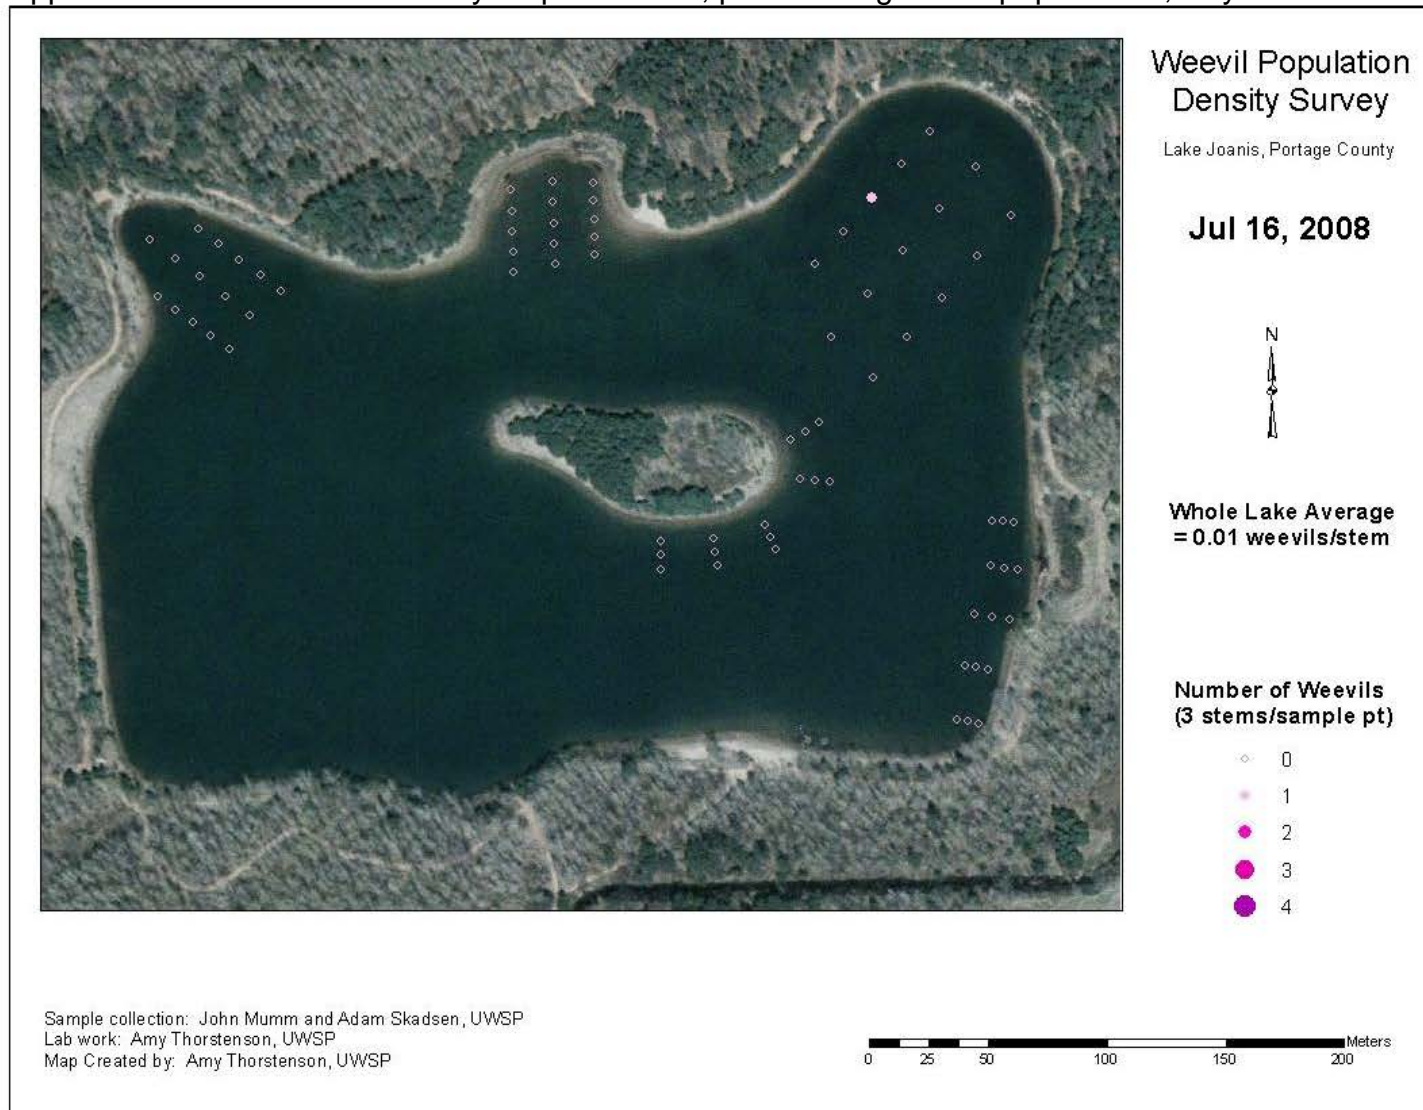 Weevil Population
Density Survey
Lake Joanis, Portage County
Jul 16, 2008
N
Whole Lake Average
= 0.01 weevils/stem
Number of Weevils
(3 stems/sample pt)
0
1
2
3
4
Sample collection: John Mumm and Adam Skadsen, UWSP
Lab work: Amy Thorstenson, UWSP
Map Created by: Amy Thorstenson, UWSP
Meters
0 25 50 100 150 200